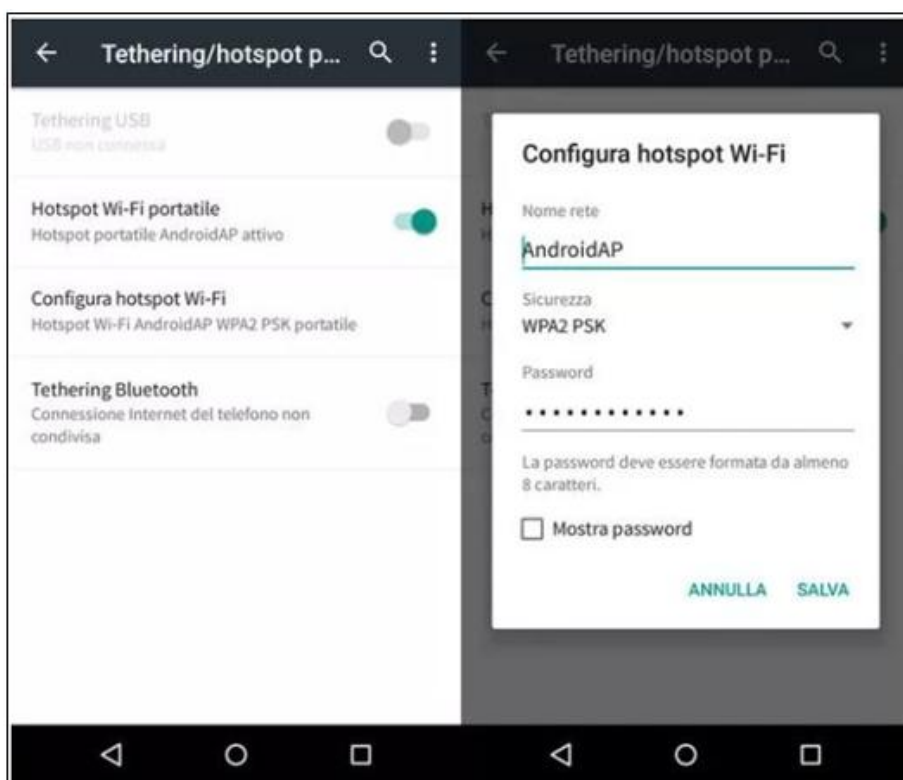 Tethering/hotspot p...
Tethering USB
USB non connessa
Hotspot Wi-Fi portatile
Hotspot portatile AndroidAP attivo
Configura hotspot Wi-Fi
Hotspot Wi-Fi AndroidAP WPA2 PSK portatile
Tethering Bluetooth
Connessione Internet del telefono non
condivisa
Tethering/hotspot p...
Configura hotspot Wi-Fi
Nome rete
AndroidAP
Sicurezza
WPA2 PSK
Password
••••••••••••
La password deve essere formata da almeno
8 caratteri.
Mostra password
ANNULLA SALVA